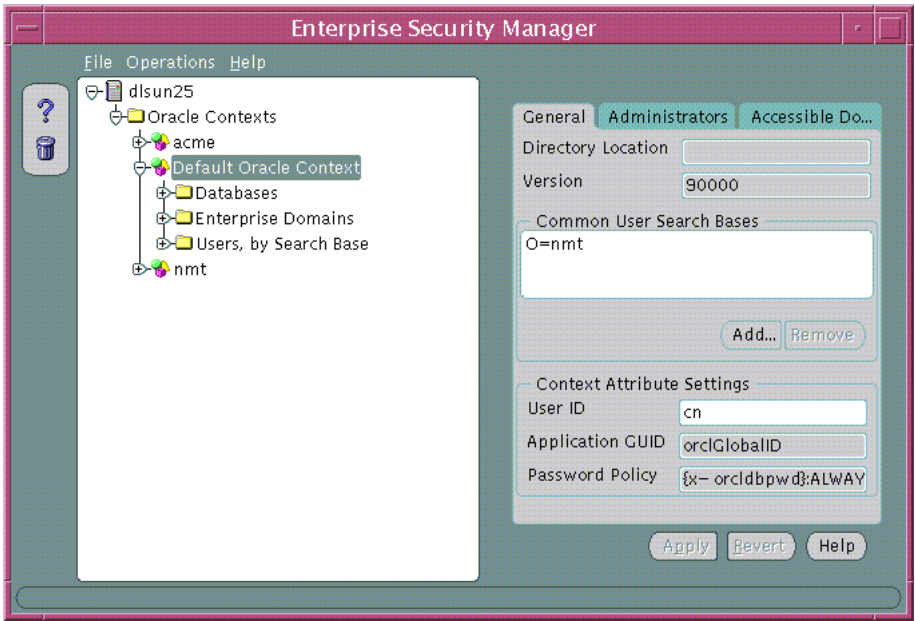 Enterprise Security Manager
File Operations Help
dlsun25
Oracle Contexts
acme
Default Oracle Context
Databases
Enterprise Domains
Users, by Search Base
nmt
General Administrators Accessible Do...
Directory Location
Version 90000
Common User Search Bases
O=nmt
Add... Remove
Context Attribute Settings
User ID cn
Application GUID orclGlobalID
Password Policy {x- orcldbpwd}:ALWAY
Apply Revert Help